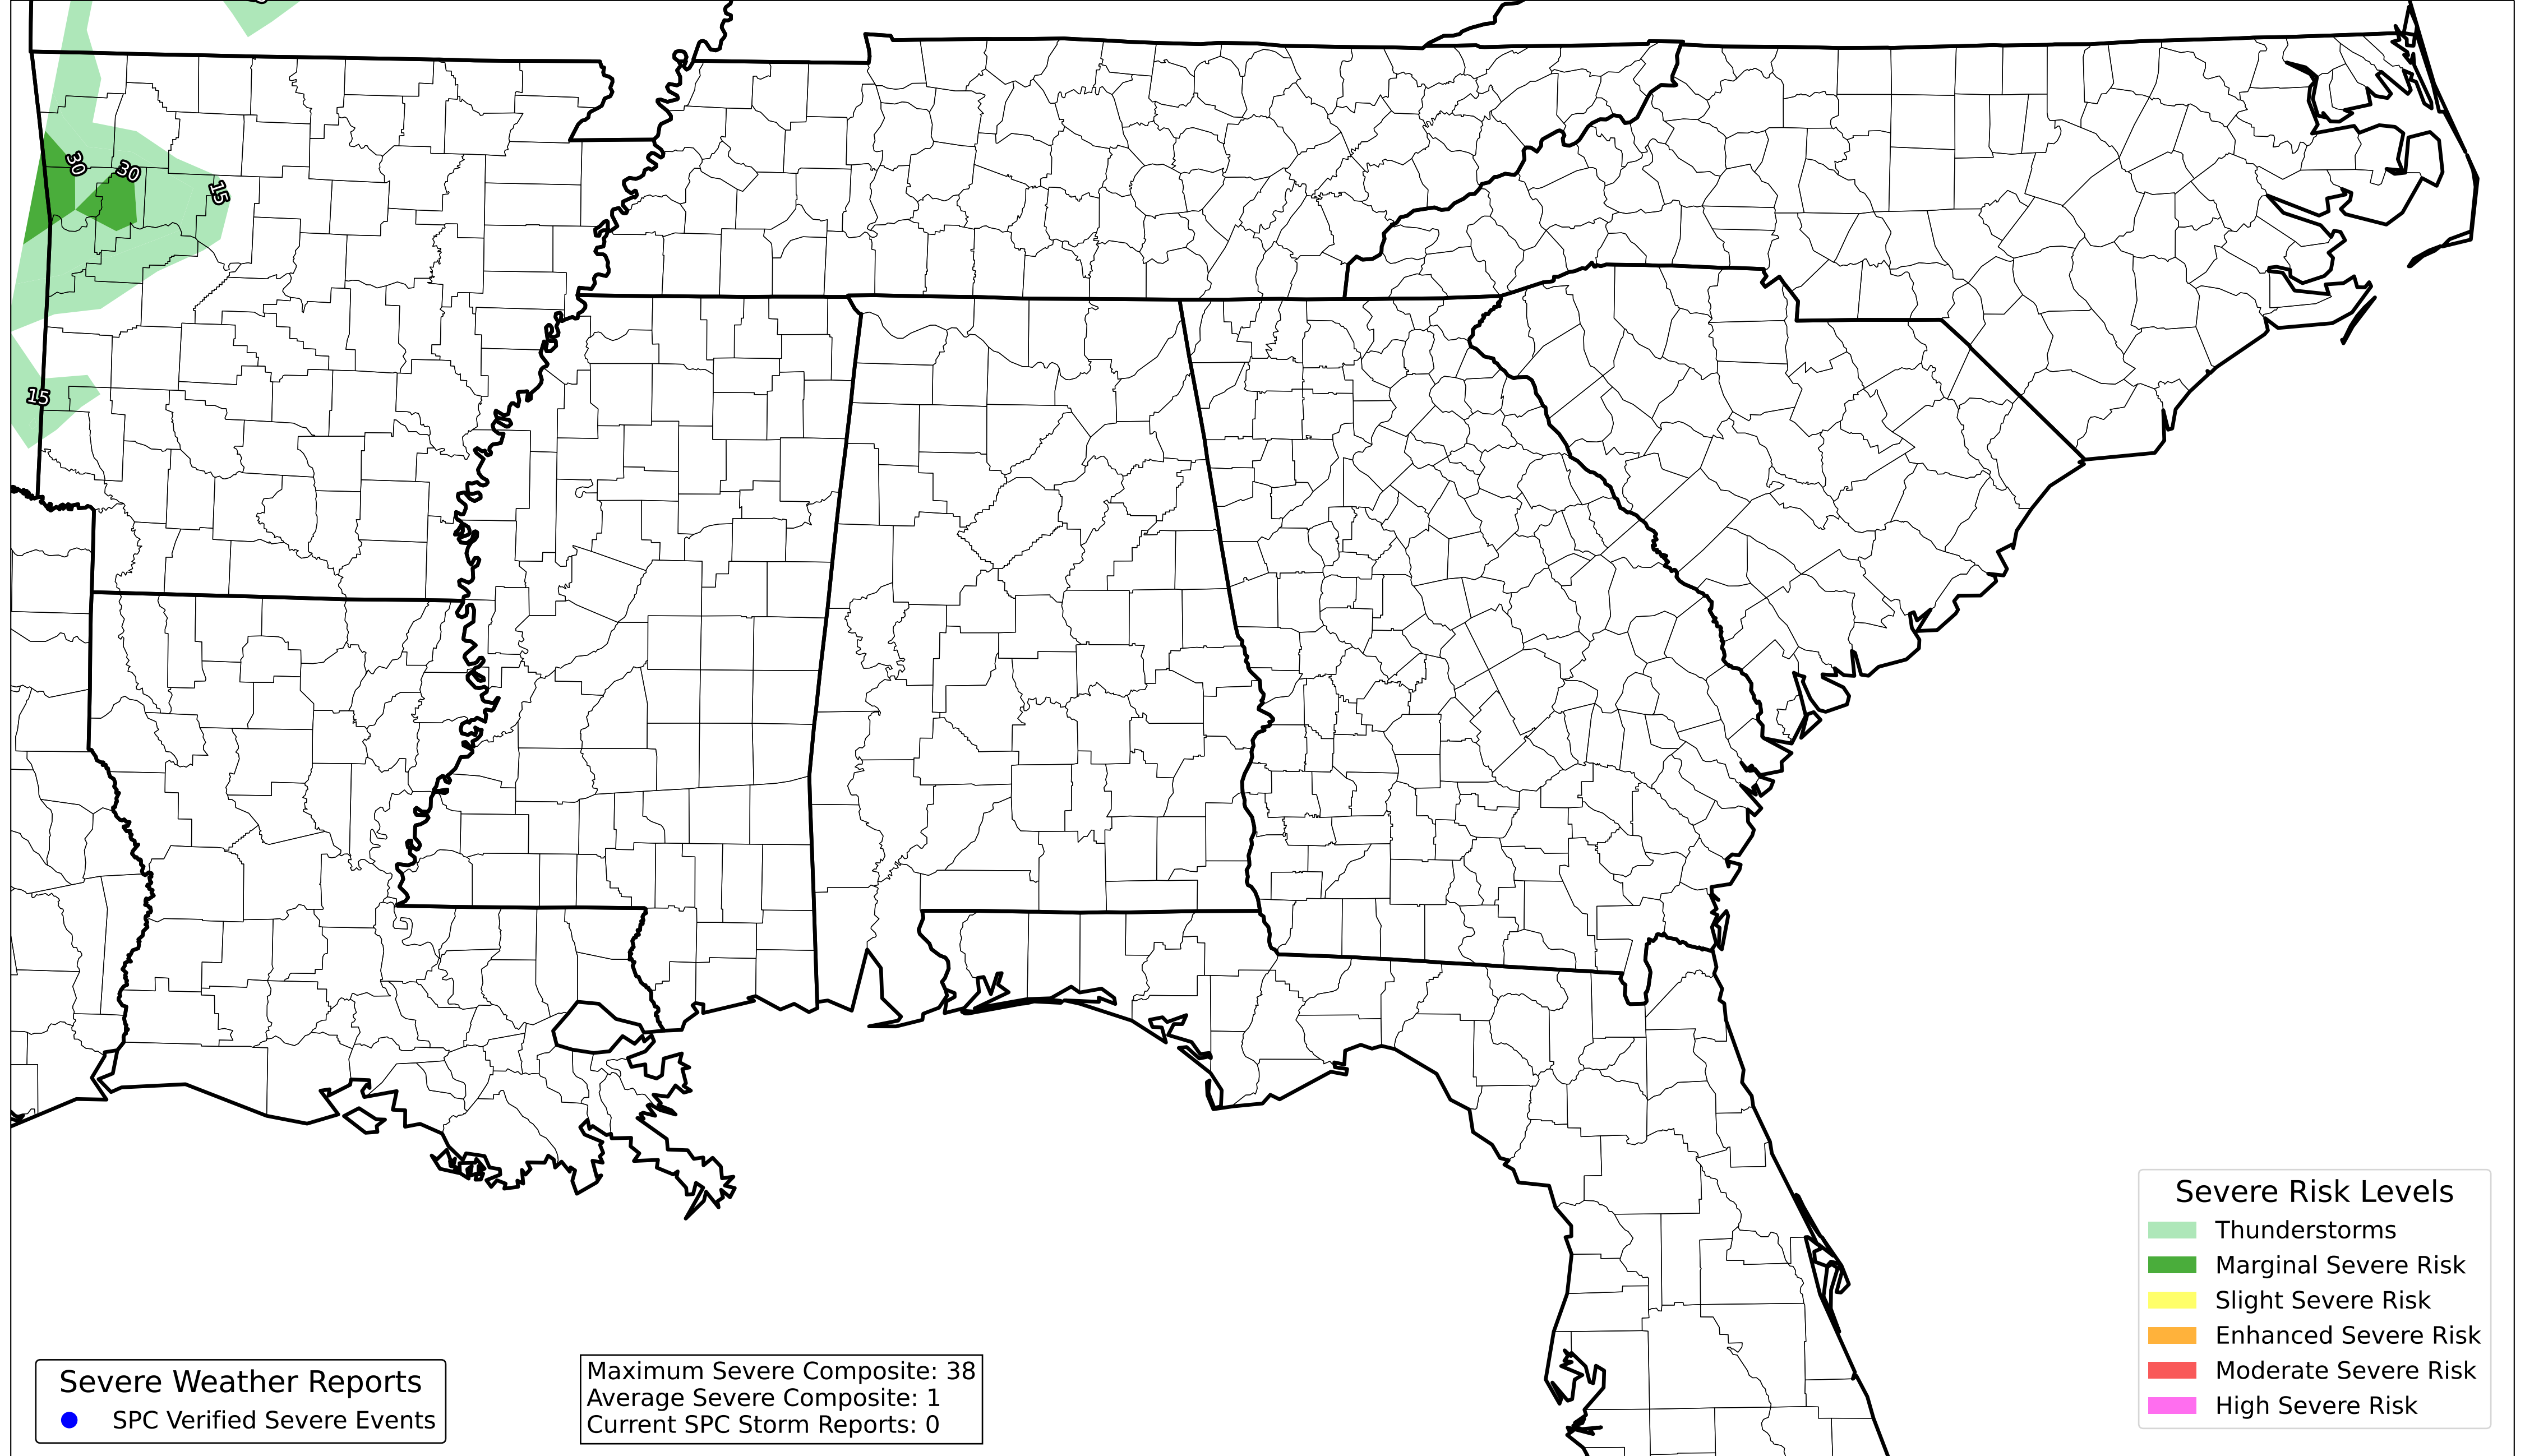 30
30
15
15
Severe Weather Reports
SPC Verified Severe Events
Maximum Severe Composite: 38
Average Severe Composite: 1
Current SPC Storm Reports: 0
Severe Risk Levels
Thunderstorms
Marginal Severe Risk
Slight Severe Risk
Enhanced Severe Risk
Moderate Severe Risk
High Severe Risk